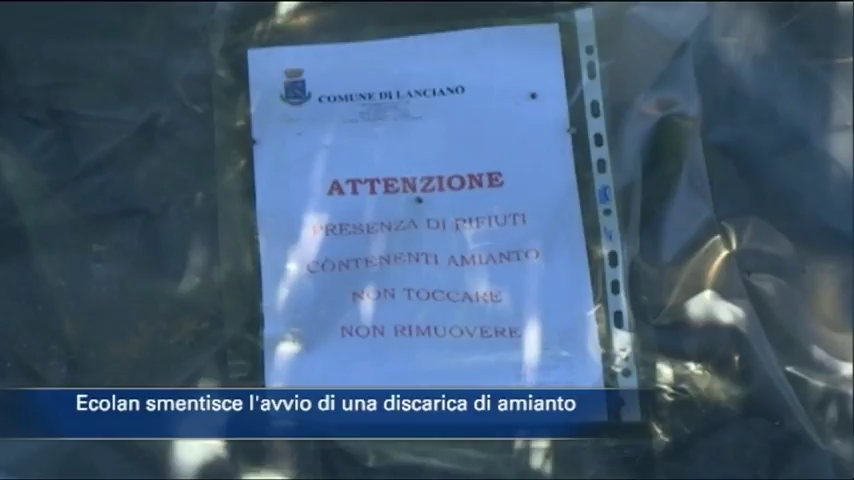 COMUNE DI LANCIANO
ATTENZIONE
PRESENZA DI RIFIUTI
CONTENENTI AMIANTO
NON TOCCARE
NON RIMUOVERE
Ecolan smentisce l'avvio di una discarica di amianto